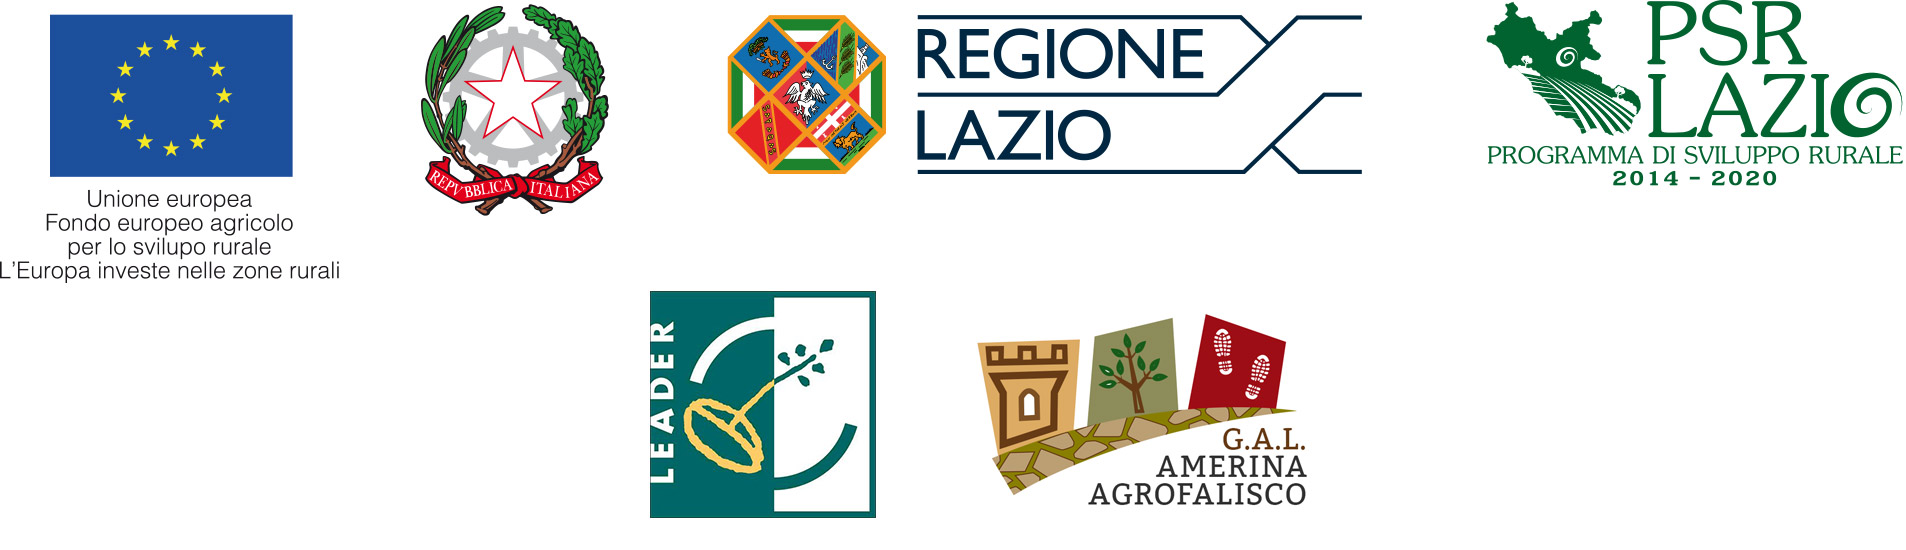 Unione europea
Fondo europeo agricolo
per lo svilupo rurale
L'Europa investe nelle zone rurali
REPVBBLICA ITALIANA
REGIONE
LAZIO
PSR
LAZIO
PROGRAMMA DI SVILUPPO RURALE
2014 - 2020
LEADER
G.A.L.
AMERINA
AGROFALISCO